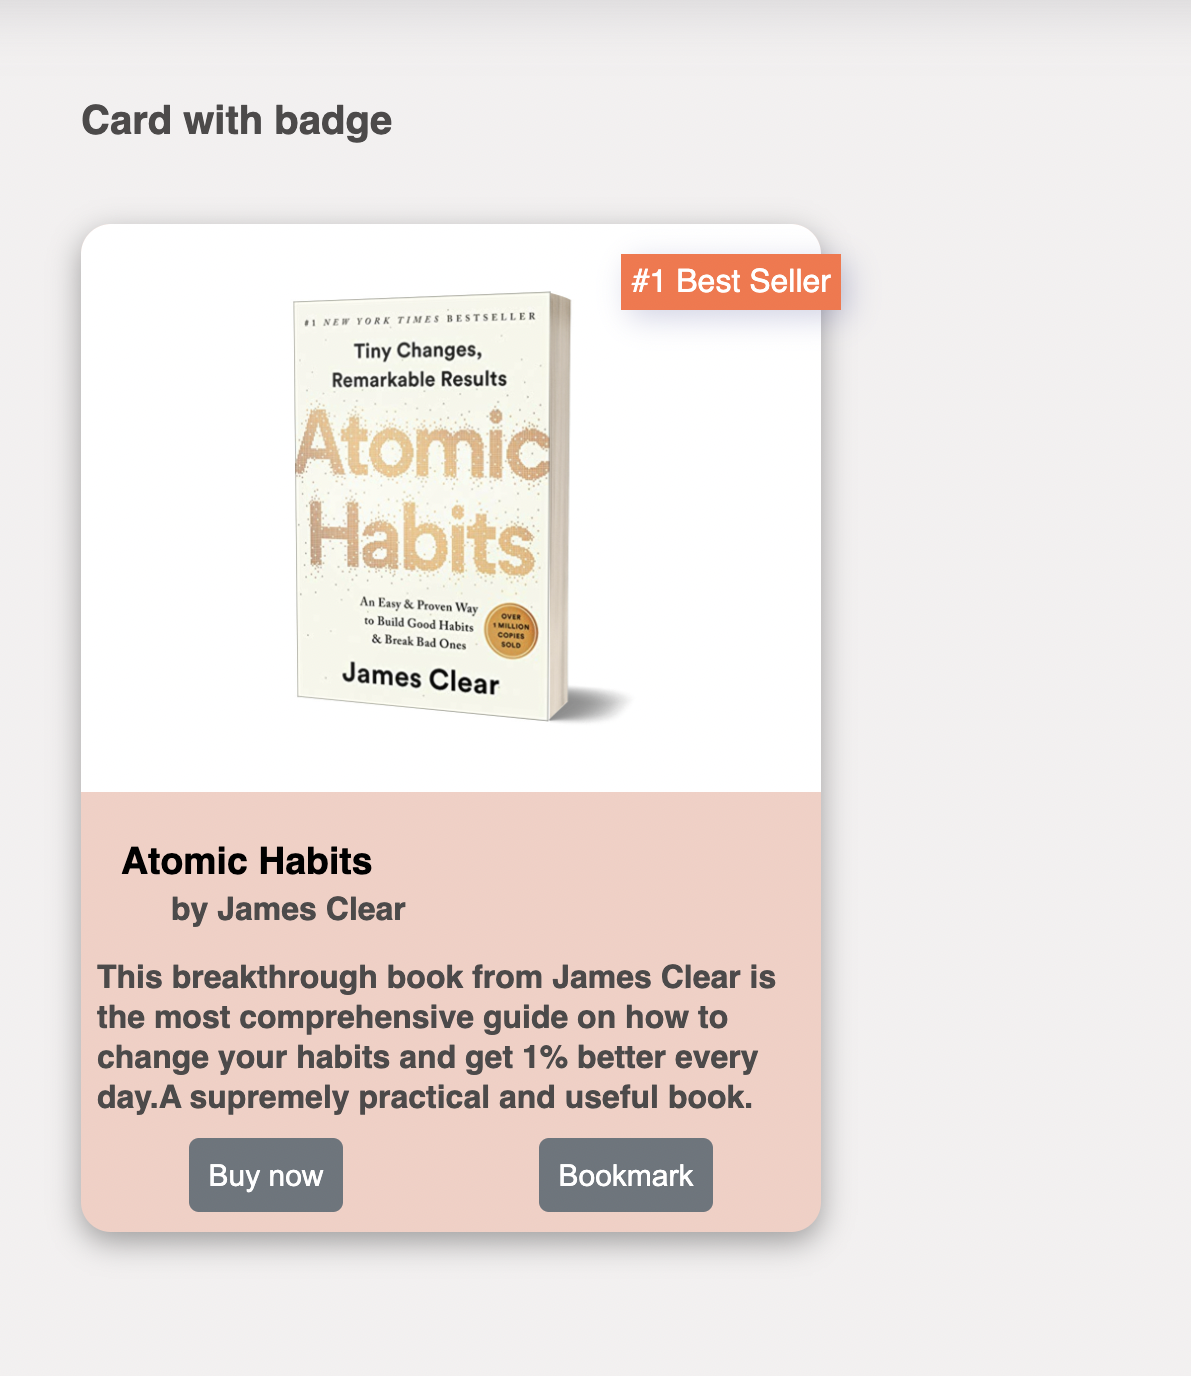 Card with badge
#1 Best Seller
#1 NEW YORK TIMES BESTSELLER
Tiny Changes,
Remarkable Results
Atomic
Habits
An Easy & Proven Way
to Build Good Habits
& Break Bad Ones
OVER
1 MILLION
COPIES
SOLD
James Clear
Atomic Habits
by James Clear
This breakthrough book from James Clear is
the most comprehensive guide on how to
change your habits and get 1% better every
day.A supremely practical and useful book.
Buy now
Bookmark